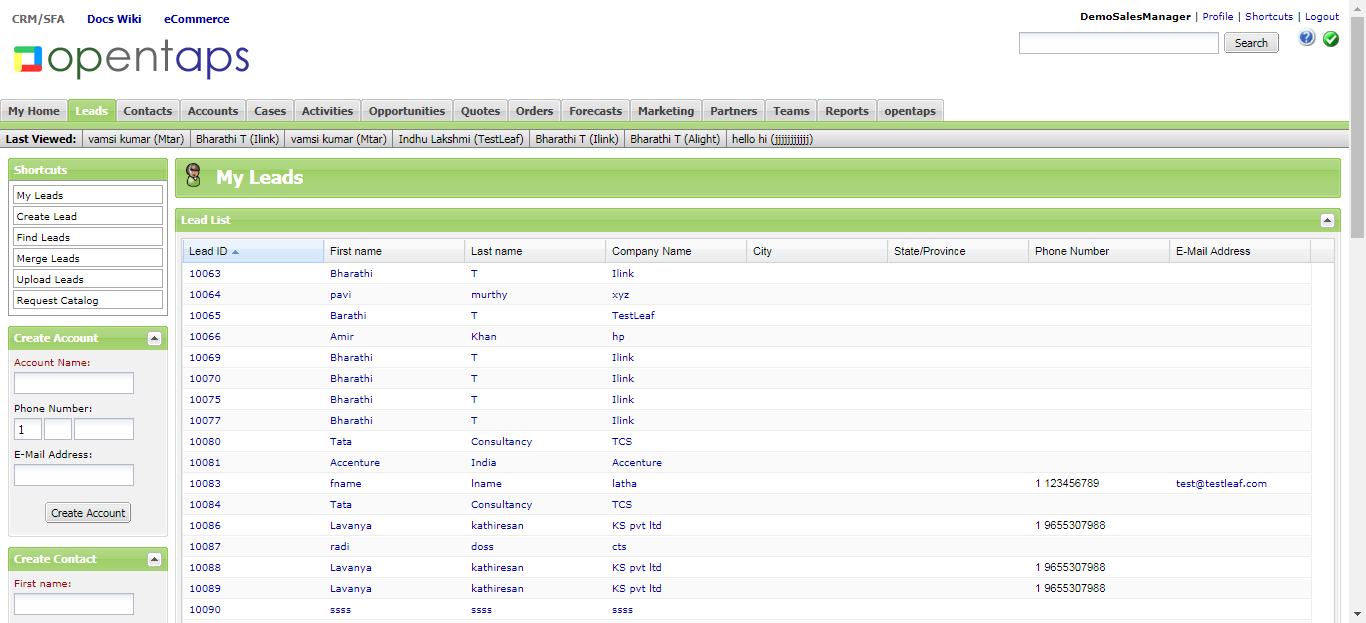 CRM/SFA Docs Wiki eCommerce
DemoSalesManager | Profile | Shortcuts | Logout
opentaps
Search
?
My Home Leads Contacts Accounts Cases Activities Opportunities Quotes Orders Forecasts Marketing Partners Teams Reports opentaps
Last Viewed: vamsi kumar (Mtar) Bharathi T (Ilink) vamsi kumar (Mtar) Indhu Lakshmi (TestLeaf) Bharathi T (Ilink) Bharathi T (Alight) hello hi (jjjjjjjjjjj)
Shortcuts
My Leads
Create Lead
Find Leads
Merge Leads
Upload Leads
Request Catalog
Create Account
Account Name:
Phone Number:
1
E-Mail Address:
Create Account
Create Contact
First name:
My Leads
Lead List
Lead ID First name Last name Company Name City State/Province Phone Number E-Mail Address
10063 Bharathi T Ilink
10064 pavi murthy xyz
10065 Barathi T TestLeaf
10066 Amir Khan hp
10069 Bharathi T Ilink
10070 Bharathi T Ilink
10075 Bharathi T Ilink
10077 Bharathi T Ilink
10080 Tata Consultancy TCS
10081 Accenture India Accenture
10083 fname lname latha 1 123456789 test@testleaf.com
10084 Tata Consultancy TCS
10086 Lavanya kathiresan KS pvt ltd 1 9655307988
10087 radi doss cts
10088 Lavanya kathiresan KS pvt ltd 1 9655307988
10089 Lavanya kathiresan KS pvt ltd 1 9655307988
10090 ssss ssss ssss